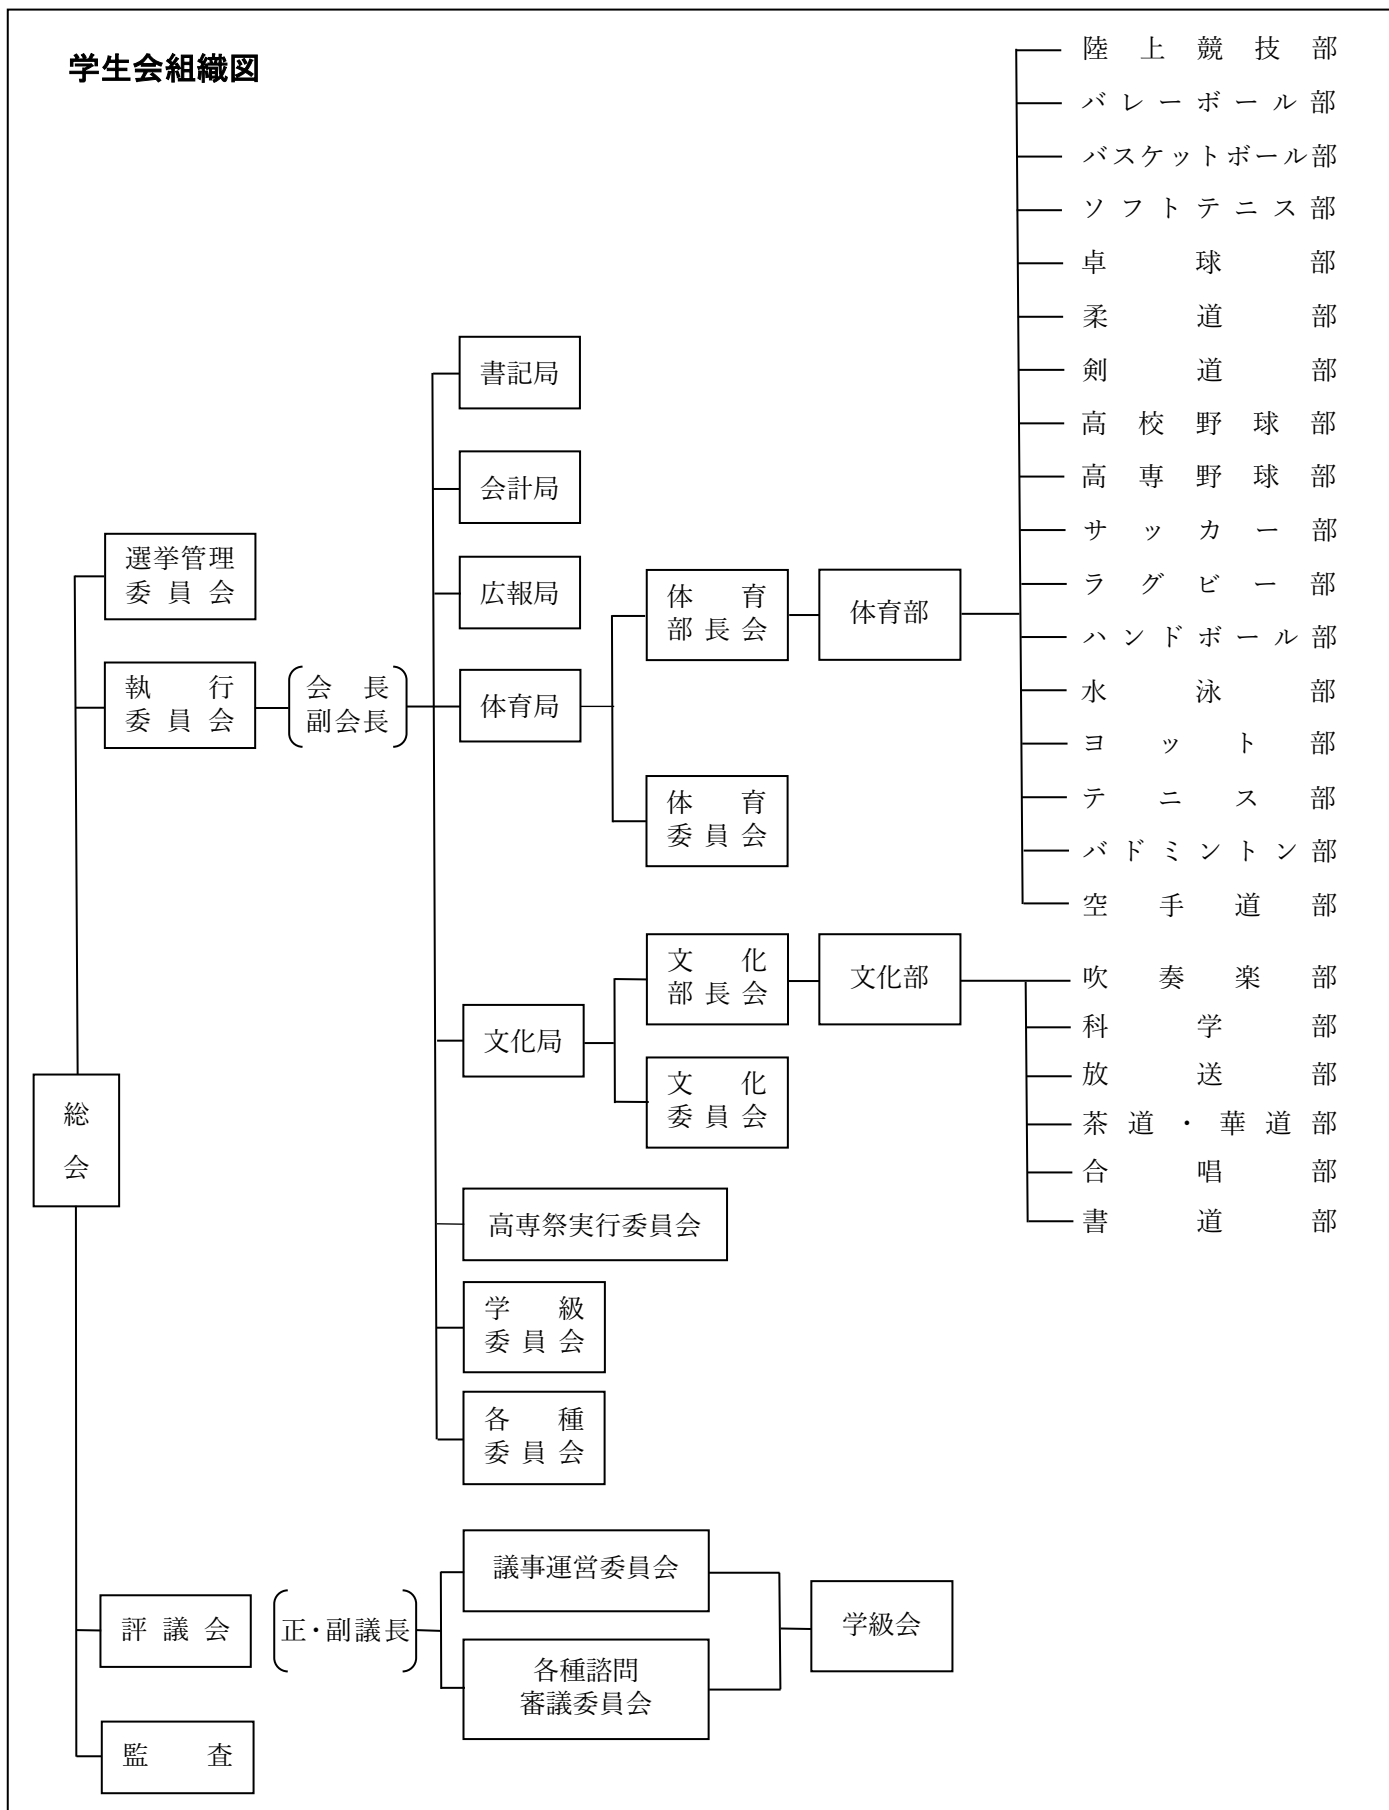 学生会組織図
総
会
選挙管理
委員会
執行
委員会
会長
副会長
書記局
会計局
広報局
体育局
体育
部長会
体育部
体育
委員会
陸上競技部
バレーボール部
バスケットボール部
ソフトテニス部
卓球部
柔道部
剣道部
高校野球部
高専野球部
サッカー部
ラグビー部
ハンドボール部
水泳部
ヨット部
テニス部
バドミントン部
空手道部
文化局
文化
部長会
文化部
文化
委員会
吹奏楽部
科学部
放送部
茶道・華道部
合唱部
書道部
高専祭実行委員会
学級
委員会
各種
委員会
評議会
正・副議長
議事運営委員会
各種諮問
審議委員会
学級会
監査